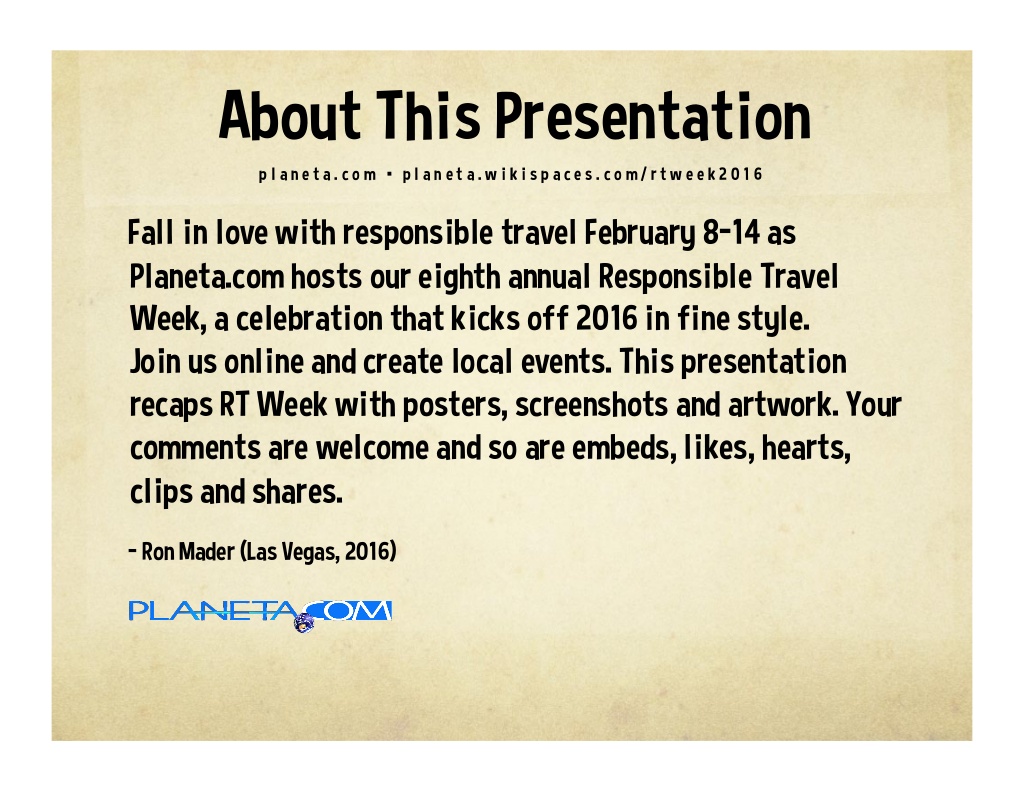 About This Presentation
planeta.com ▪ planeta.wikispaces.com/rtweek2016
Fall in love with responsible travel February 8-14 as
Planeta.com hosts our eighth annual Responsible Travel
Week, a celebration that kicks off 2016 in fine style.
Join us online and create local events. This presentation
recaps RT Week with posters, screenshots and artwork. Your
comments are welcome and so are embeds, likes, hearts,
clips and shares.
- Ron Mader (Las Vegas, 2016)
PLANETA.COM